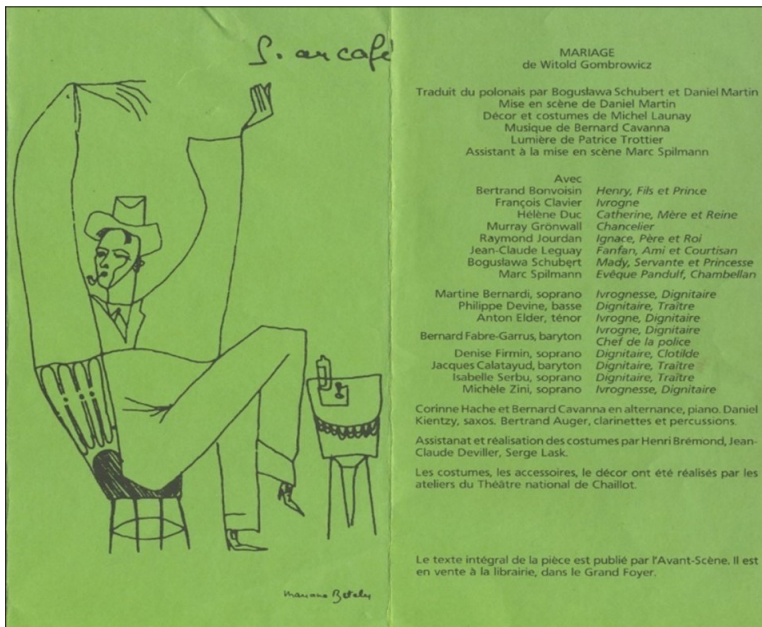 au café
MARIAGE
de Witold Gombrowicz
Traduit du polonais par Bogusława Schubert et Daniel Martin
Mise en scène de Daniel Martin
Décor et costumes de Michel Launay
Musique de Bernard Cavanna
Lumière de Patrice Trottier
Assistant à la mise en scène Marc Spilmann
Avec
Bertrand Bonvoisin Henry, Fils et Prince
François Clavier Ivrogne
Hélène Duc Catherine, Mère et Reine
Murray Grönwall Chancelier
Raymond Jourdan Ignace, Père et Roi
Jean-Claude Leguay Fanfan, Ami et Courtisan
Bogusława Schubert Mady, Servante et Princesse
Marc Spilmann Evêque Pandulf, Chambellan
Martine Bernardi, soprano Ivrognesse, Dignitaire
Philippe Devine, basse Dignitaire, Traître
Anton Elder, ténor Ivrogne, Dignitaire
Bernard Fabre-Garrus, baryton Ivrogne, Dignitaire
Chef de la police
Denise Firmin, soprano Dignitaire, Clotilde
Jacques Calatayud, baryton Dignitaire, Traître
Isabelle Serbu, soprano Dignitaire, Traître
Michèle Zini, soprano Ivrognesse, Dignitaire
Corinne Hache et Bernard Cavanna en alternance, piano. Daniel
Kientzy, saxos. Bertrand Auger, clarinettes et percussions.
Assistanat et réalisation des costumes par Henri Brémond, Jean-
Claude Deviller, Serge Lask.
Les costumes, les accessoires, le décor ont été réalisés par les
ateliers du Théâtre national de Chaillot.
Le texte intégral de la pièce est publié par l'Avant-Scène. Il est
en vente à la librairie, dans le Grand Foyer.